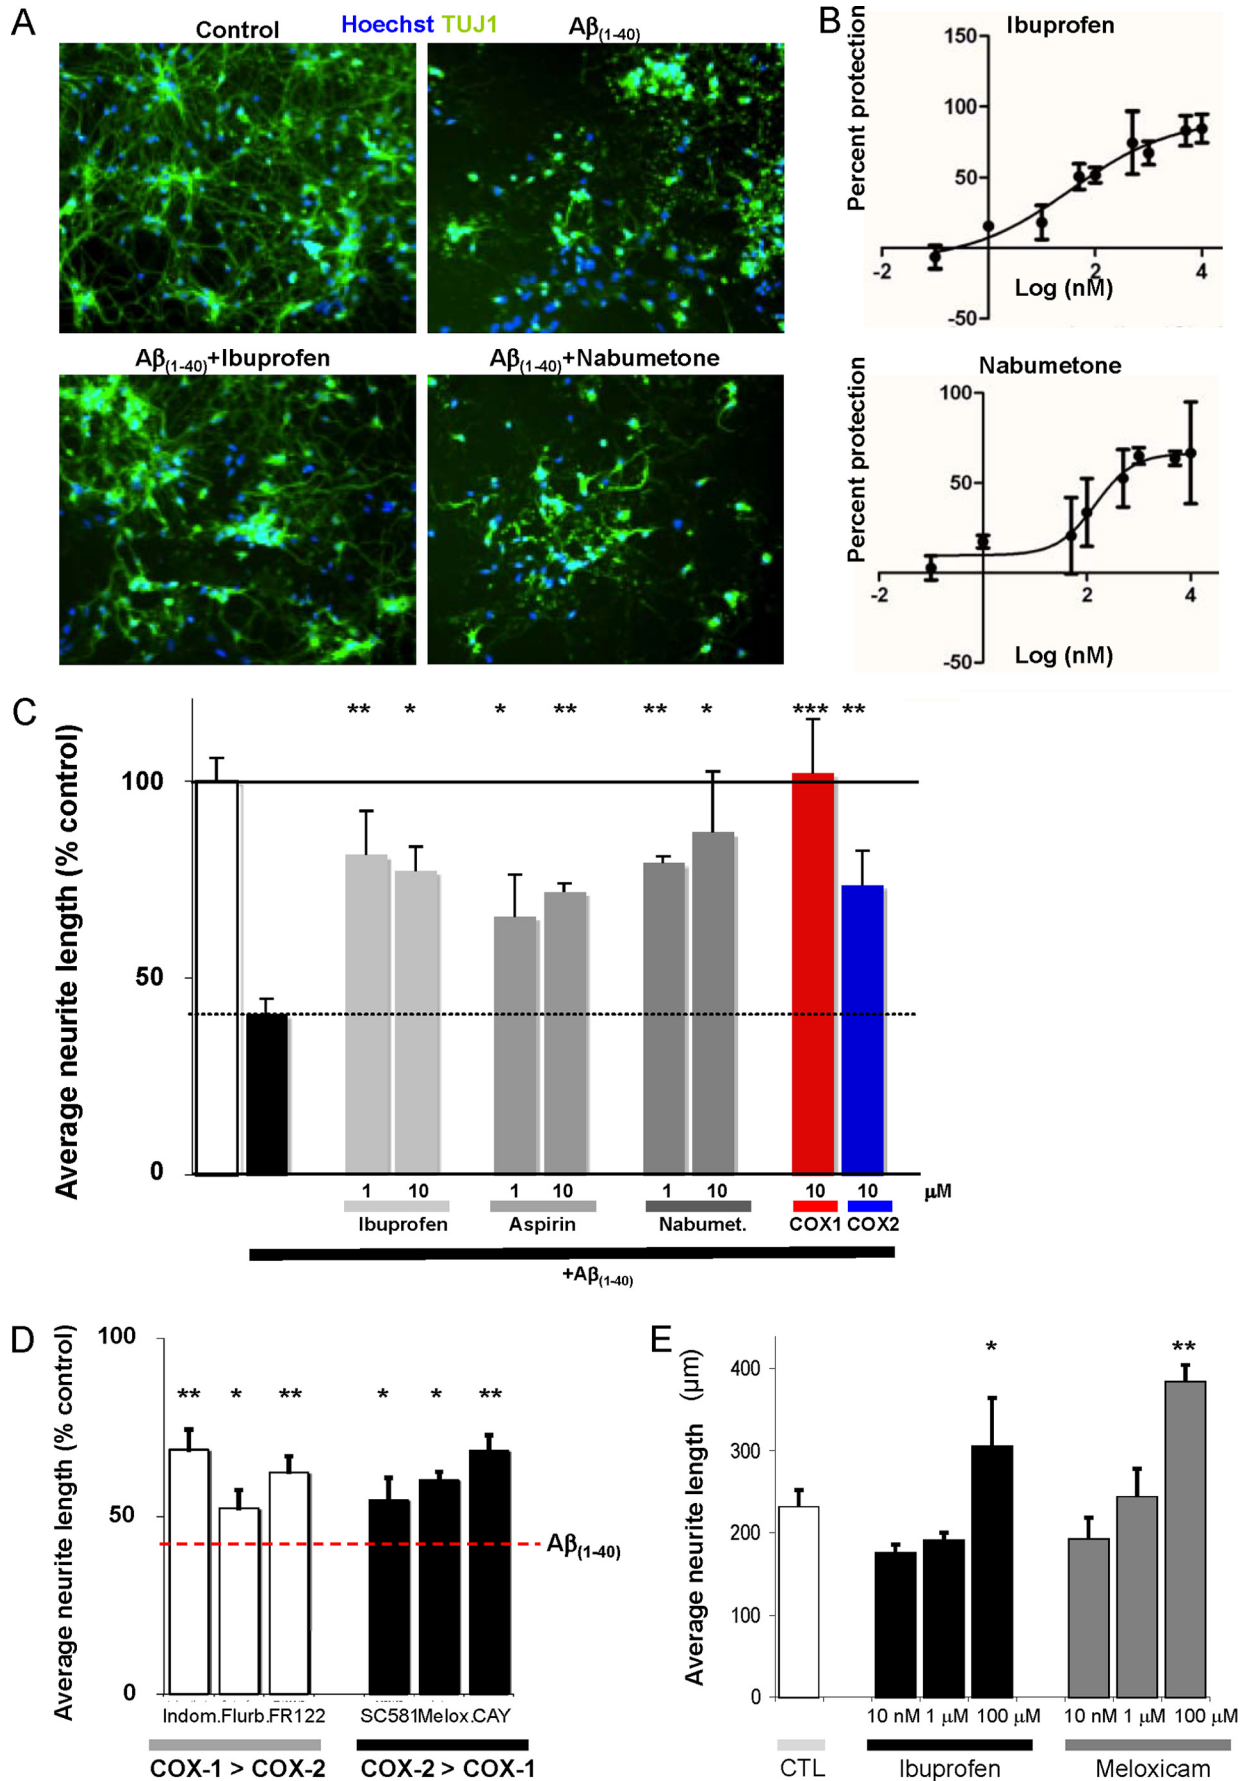 A
Control
Hoechst TUJ1
Aβ(1-40)
Aβ(1-40)+Ibuprofen
Aβ(1-40)+Nabumetone
B
Ibuprofen
Percent protection
150
100
50
-50
-2
2
4
Log (nM)
Nabumetone
Percent protection
100
50
-50
-2
2
4
Log (nM)
C
Average neurite length (% control)
100
50
0
** * * ** ** * *** **
1 10 1 10 1 10 10 10 μM
Ibuprofen Aspirin Nabumet. COX1 COX2
+Aβ(1-40)
D
Average neurite length (% control)
100
50
0
** * ** * * **
Aβ(1-40)
Indom.Flurb.FR122 SC581Melox.CAY
COX-1 > COX-2 COX-2 > COX-1
E
Average neurite length (μm)
400
300
200
100
0
* **
10 nM 1 μM 100 μM 10 nM 1 μM 100 μM
CTL Ibuprofen Meloxicam